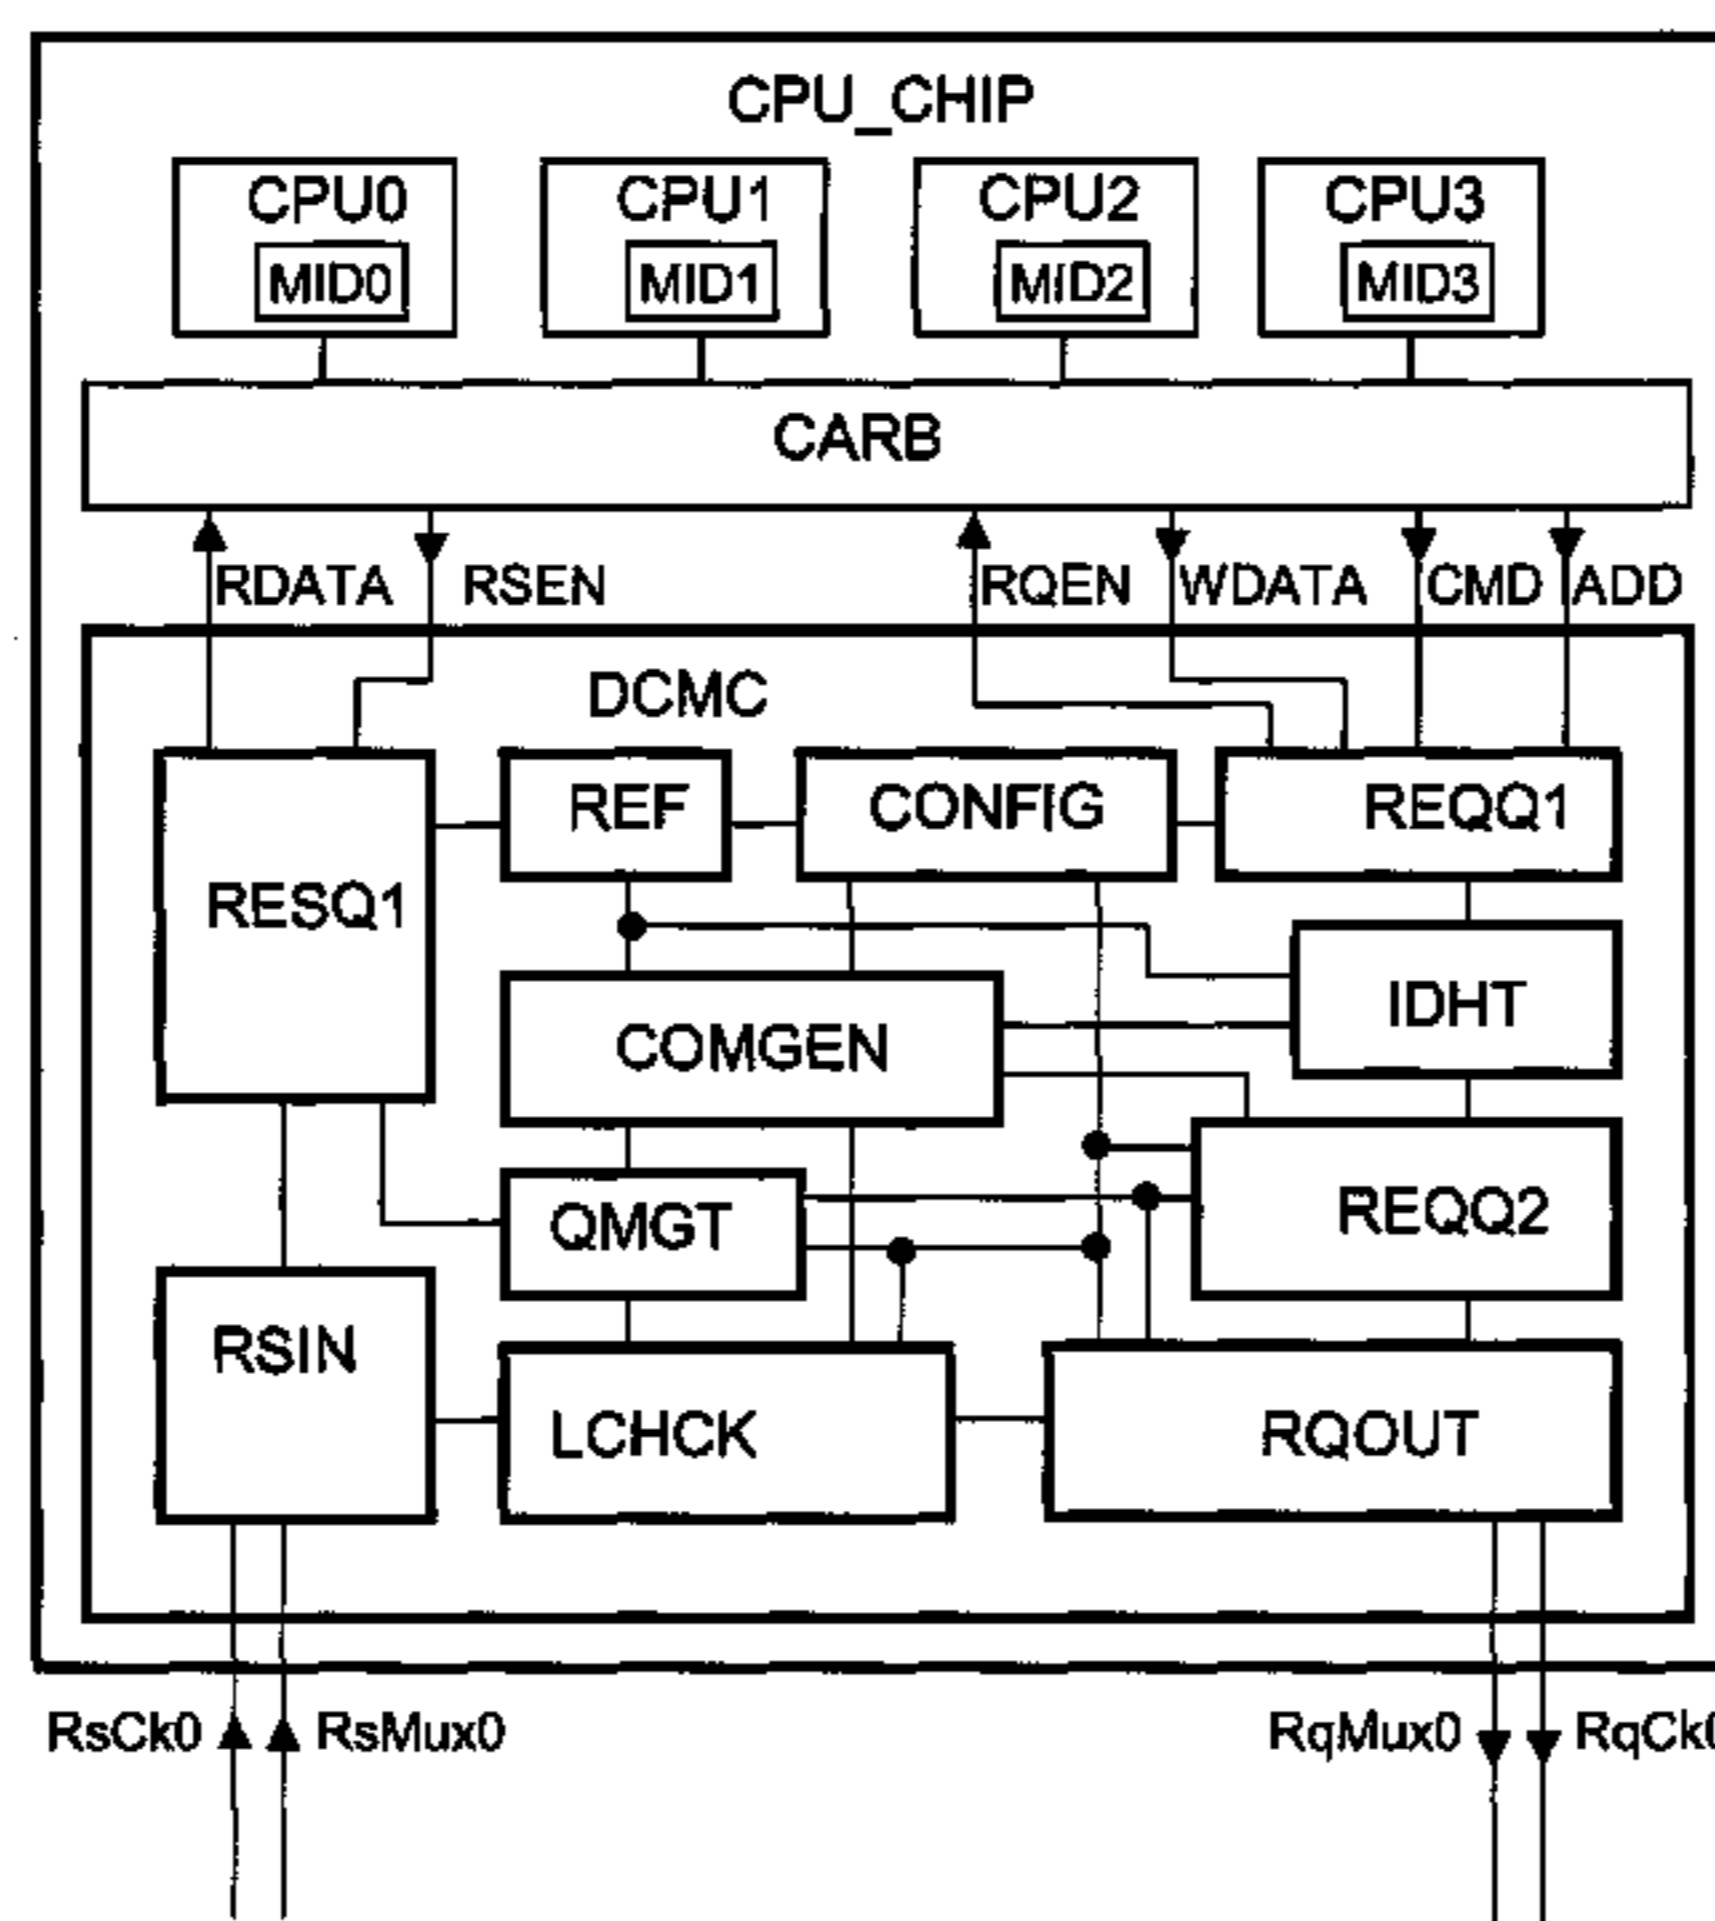 CPU_CHIP
CPU0 CPU1 CPU2 CPU3
MID0 MID1 MID2 MID3
CARB
RDATA RSEN RQEN WDATA CMD ADD
DCMC
REF CONFIG REQQ1
RESQ1
IDHT
COMGEN
QMGT REQQ2
RSIN
LCHCK RQOUT
RsCk0 RsMux0 RqMux0 RqCk0